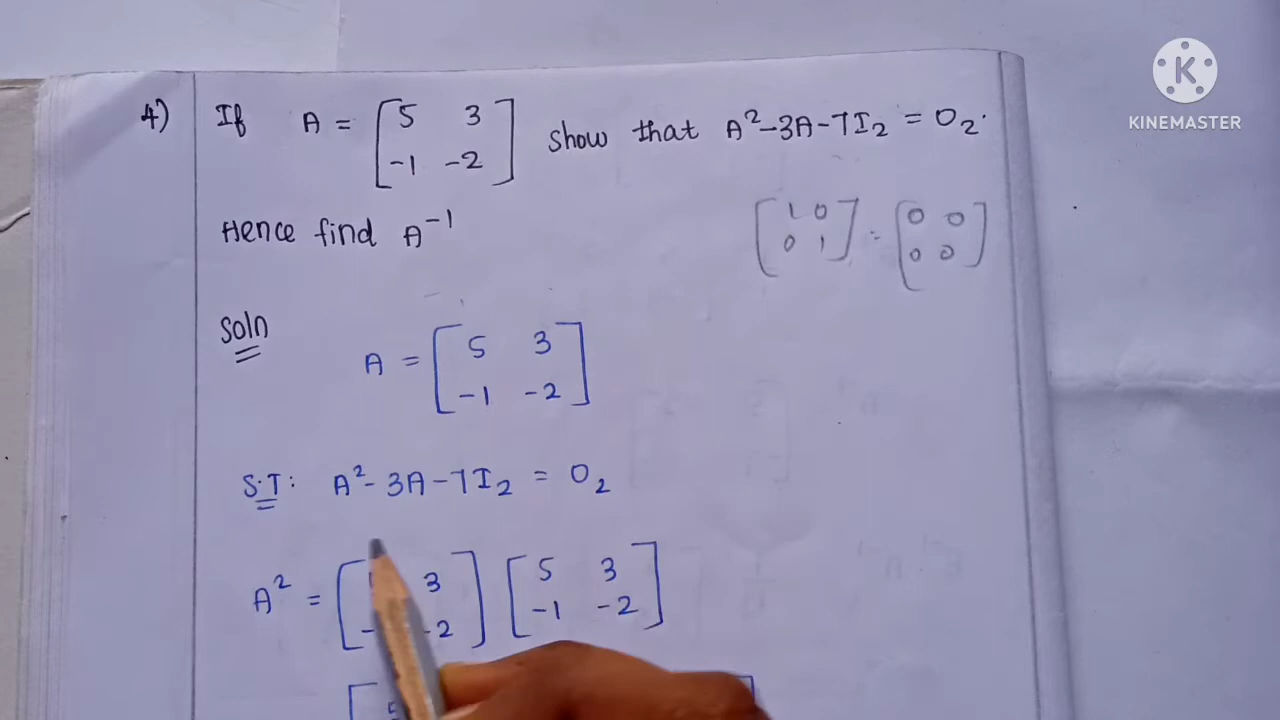 4) If A = [ 5 3 -1 -2 ] show that A²-3A-7I₂ = O₂.
Hence find A⁻¹
[ 1 0 0 1 ] = [ 0 0 0 0 ]
Soln
A = [ 5 3 -1 -2 ]
S.T: A²-3A-7I₂ = O₂
A² = [ 3 -2 ] [ 5 3 -1 -2 ]
KINEMASTER